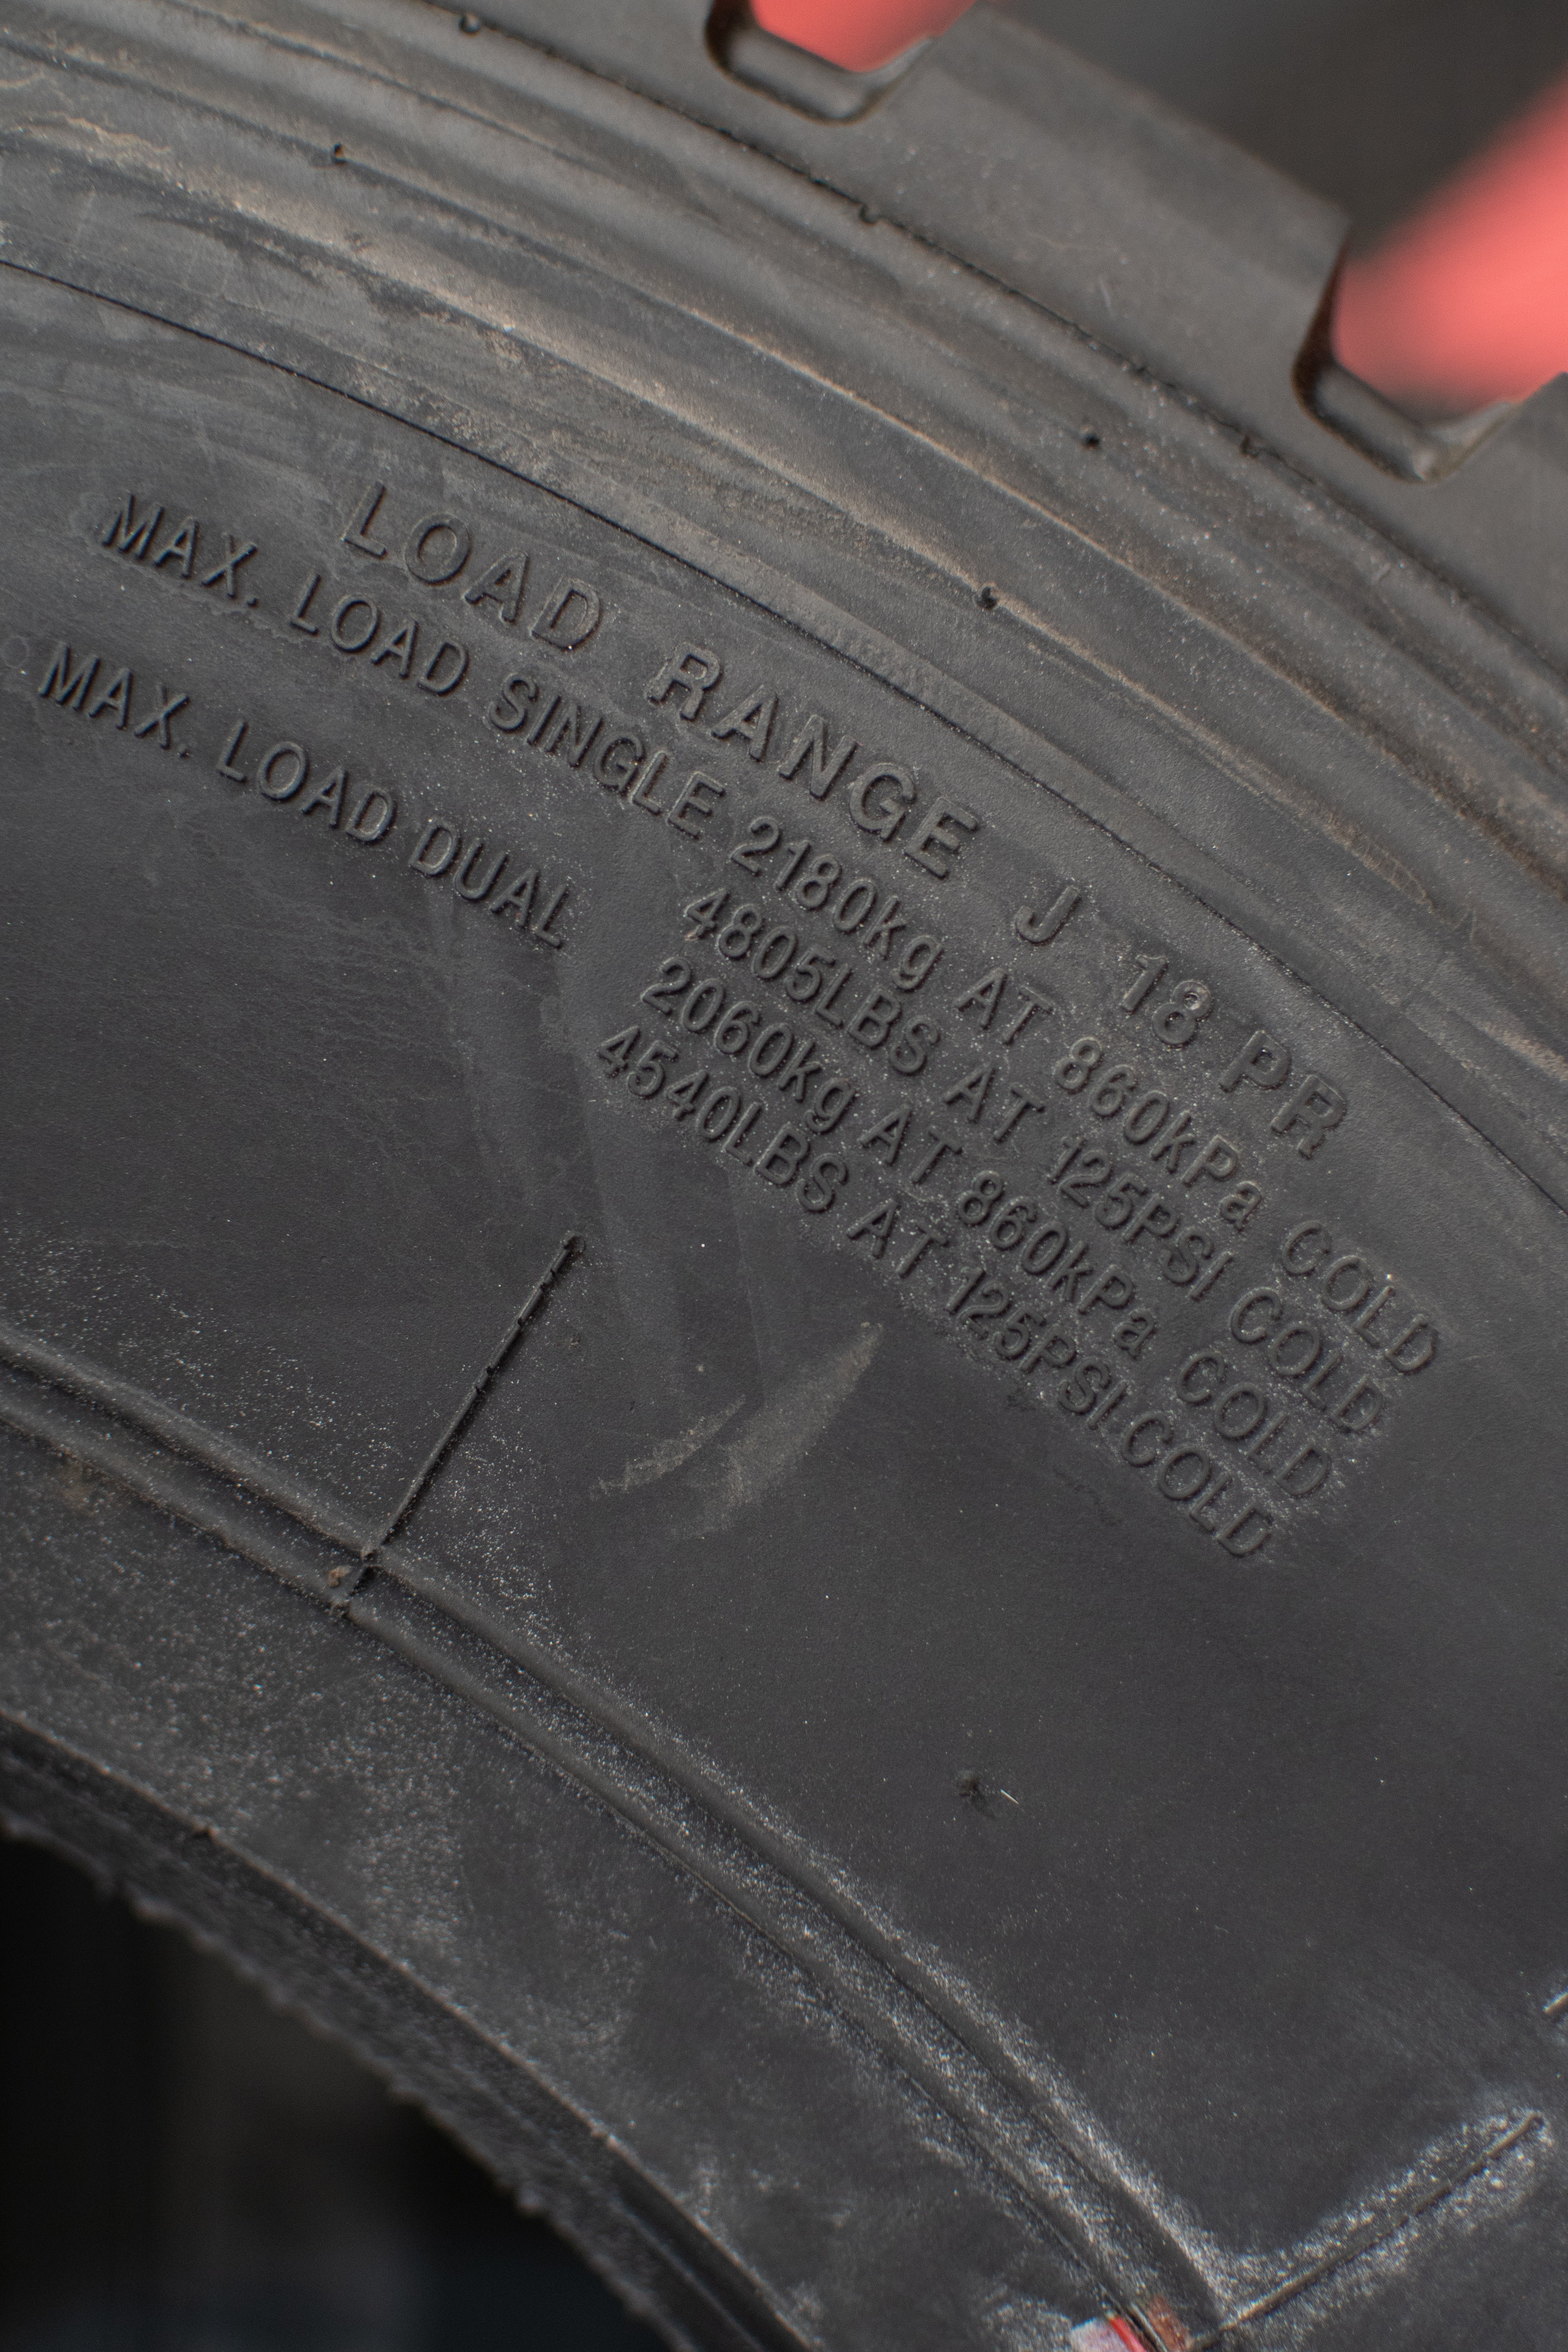 LOAD RANGE J 18 PR
MAX. LOAD SINGLE 2180kg AT 860kPa COLD
4805LBS AT 125PSI COLD
MAX. LOAD DUAL 2060kg AT 860kPa COLD
4540LBS AT 125PSI COLD